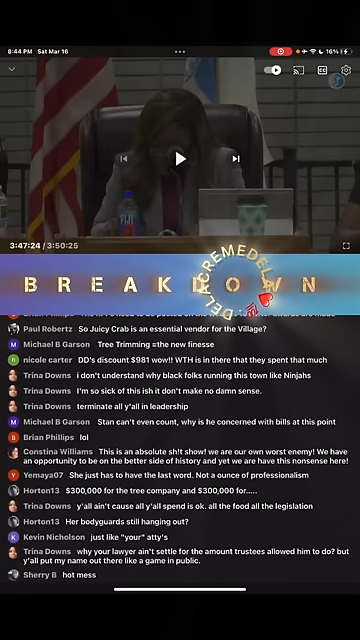 8:44 PM Sat Mar 16
16%
CC
FIJI
3:47:24 / 3:50:25
BREAKDOWN
DELACREMEDELA
Paul Robertz So Juicy Crab is an essential vendor for the Village?
M Michael B Garson Tree Trimming =the new finesse
n nicole carter DD's discount $981 wow!! WTH is in there that they spent that much
Trina Downs i don't understand why black folks running this town like Ninjahs
Trina Downs I'm so sick of this ish it don't make no damn sense.
Trina Downs terminate all y'all in leadership
M Michael B Garson Stan can't even count, why is he concerned with bills at this point
B Brian Phillips lol
Constina Williams This is an absolute sh!t show! we are our own worst enemy! We have
an opportunity to be on the better side of history and yet we are having this nonsense here!
Yemaya07 She just has to have the last word. Not a ounce of professionalism
Horton13 $300,000 for the tree company and $300,000 for.....
Trina Downs y'all ain't cause all y'all spend is ok. all the food all the legislation
Horton13 Her bodyguards still hanging out?
K Kevin Nicholson just like "your" atty's
Trina Downs why your lawyer ain't settle for the amount trustees allowed him to do? but
y'all put my name out there like a game in public.
Sherry B hot mess